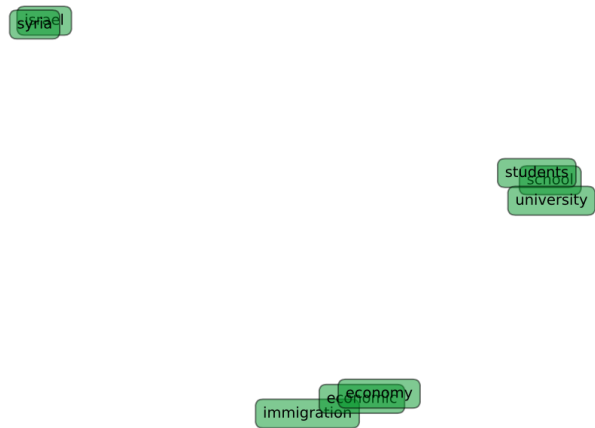 israel
syria
students
school
university
economy
economic
immigration